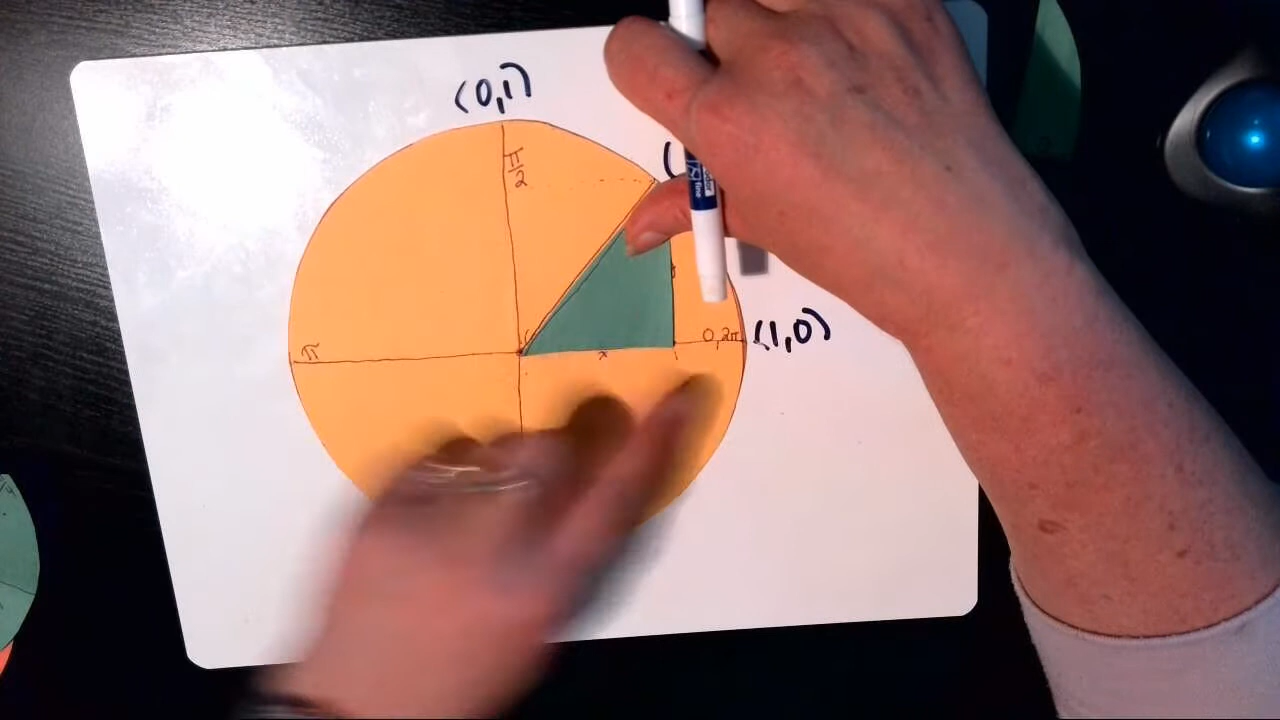 (0,1)
π/2
(
x
0,2π
(1,0)
π